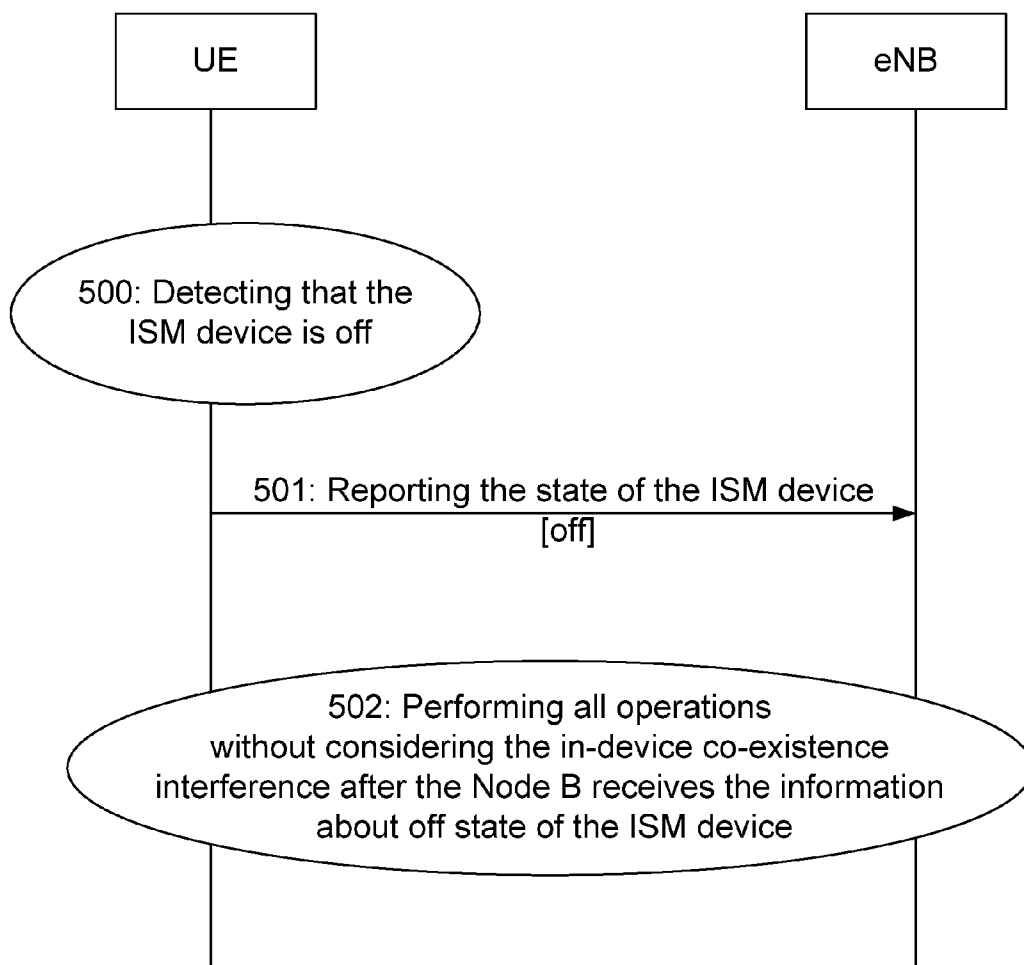 UE
eNB
500: Detecting that the
ISM device is off
501: Reporting the state of the ISM device
[off]
502: Performing all operations
without considering the in-device co-existence
interference after the Node B receives the information
about off state of the ISM device